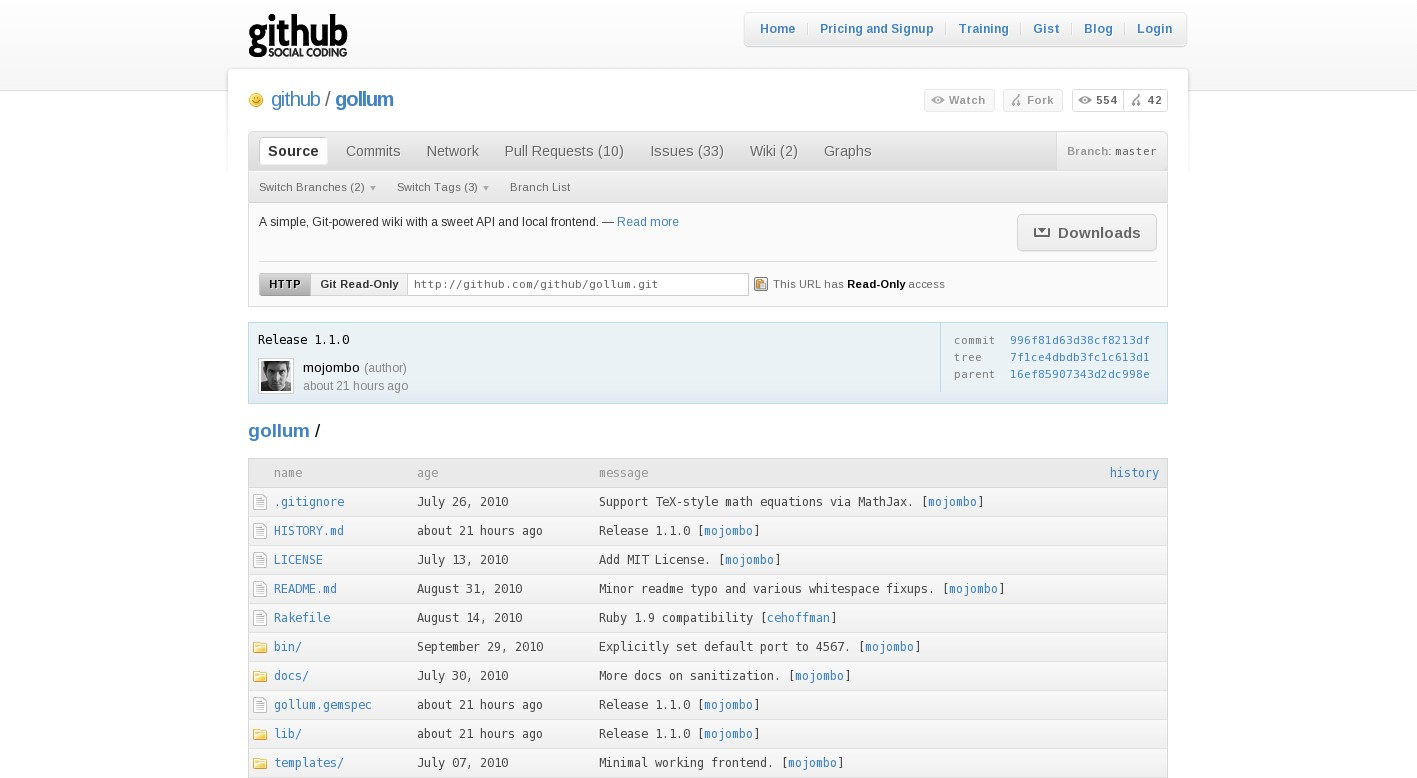 github
SOCIAL CODING
Home Pricing and Signup Training Gist Blog Login
github / gollum
Watch Fork 554 42
Source Commits Network Pull Requests (10) Issues (33) Wiki (2) Graphs Branch: master
Switch Branches (2) Switch Tags (3) Branch List
A simple, Git-powered wiki with a sweet API and local frontend. — Read more
Downloads
HTTP Git Read-Only http://github.com/github/gollum.git This URL has Read-Only access
Release 1.1.0
mojombo (author)
about 21 hours ago
commit 996f81d63d38cf8213df
tree 7f1ce4dbdb3fc1c613d1
parent 16ef85907343d2dc998e
gollum /
name age message history
.gitignore July 26, 2010 Support TeX-style math equations via MathJax. [mojombo]
HISTORY.md about 21 hours ago Release 1.1.0 [mojombo]
LICENSE July 13, 2010 Add MIT License. [mojombo]
README.md August 31, 2010 Minor readme typo and various whitespace fixups. [mojombo]
Rakefile August 14, 2010 Ruby 1.9 compatibility [cehoffman]
bin/ September 29, 2010 Explicitly set default port to 4567. [mojombo]
docs/ July 30, 2010 More docs on sanitization. [mojombo]
gollum.gemspec about 21 hours ago Release 1.1.0 [mojombo]
lib/ about 21 hours ago Release 1.1.0 [mojombo]
templates/ July 07, 2010 Minimal working frontend. [mojombo]